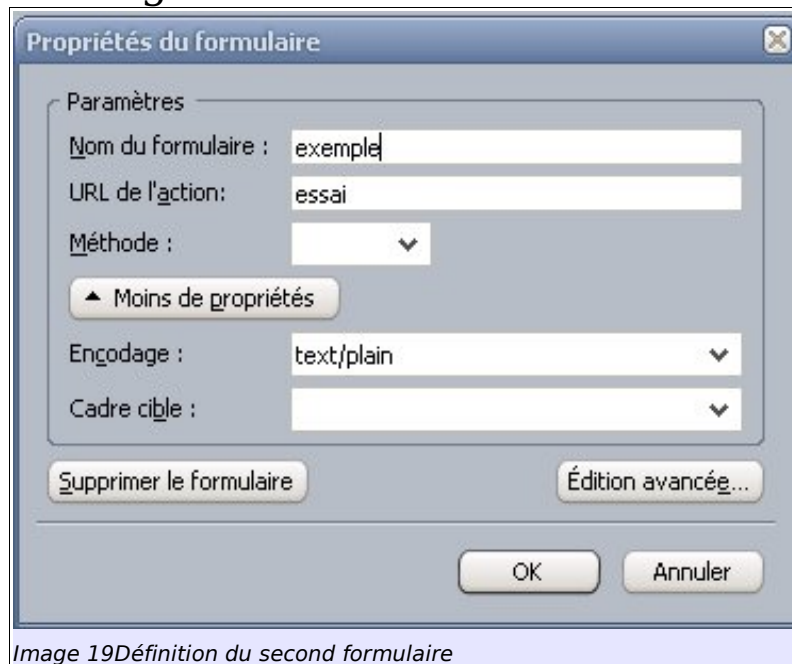 Propriétés du formulaire
Paramètres
Nom du formulaire : exemple
URL de l'action: essai
Méthode :
Moins de propriétés
Encodage : text/plain
Cadre cible :
Supprimer le formulaire Édition avancée...
OK Annuler
Image 19Définition du second formulaire